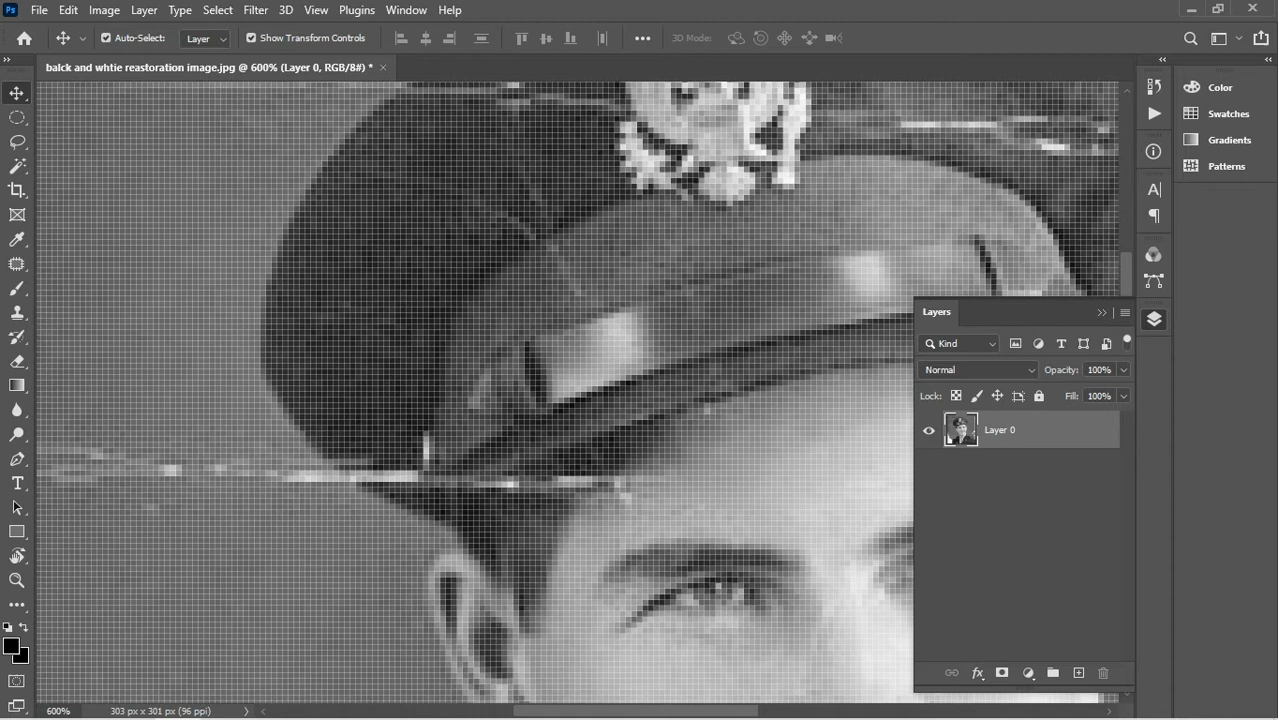 Ps File Edit Image Layer Type Select Filter 3D View Plugins Window Help
Auto-Select: Layer Show Transform Controls 3D Mode:
balck and whtie reastoration image.jpg @ 600% (Layer 0, RGB/8#) *
Color
Swatches
Gradients
Patterns
Layers
Kind
Normal Opacity: 100%
Lock: Fill: 100%
Layer 0
fx
600% 303 px x 301 px (96 ppi)